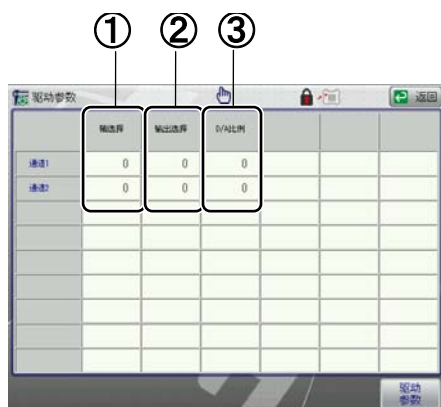 ① ② ③
驱动参数 返回
轴选择 输出选择 D/A比例
通道1 0 0 0
通道2 0 0 0
驱动
参数